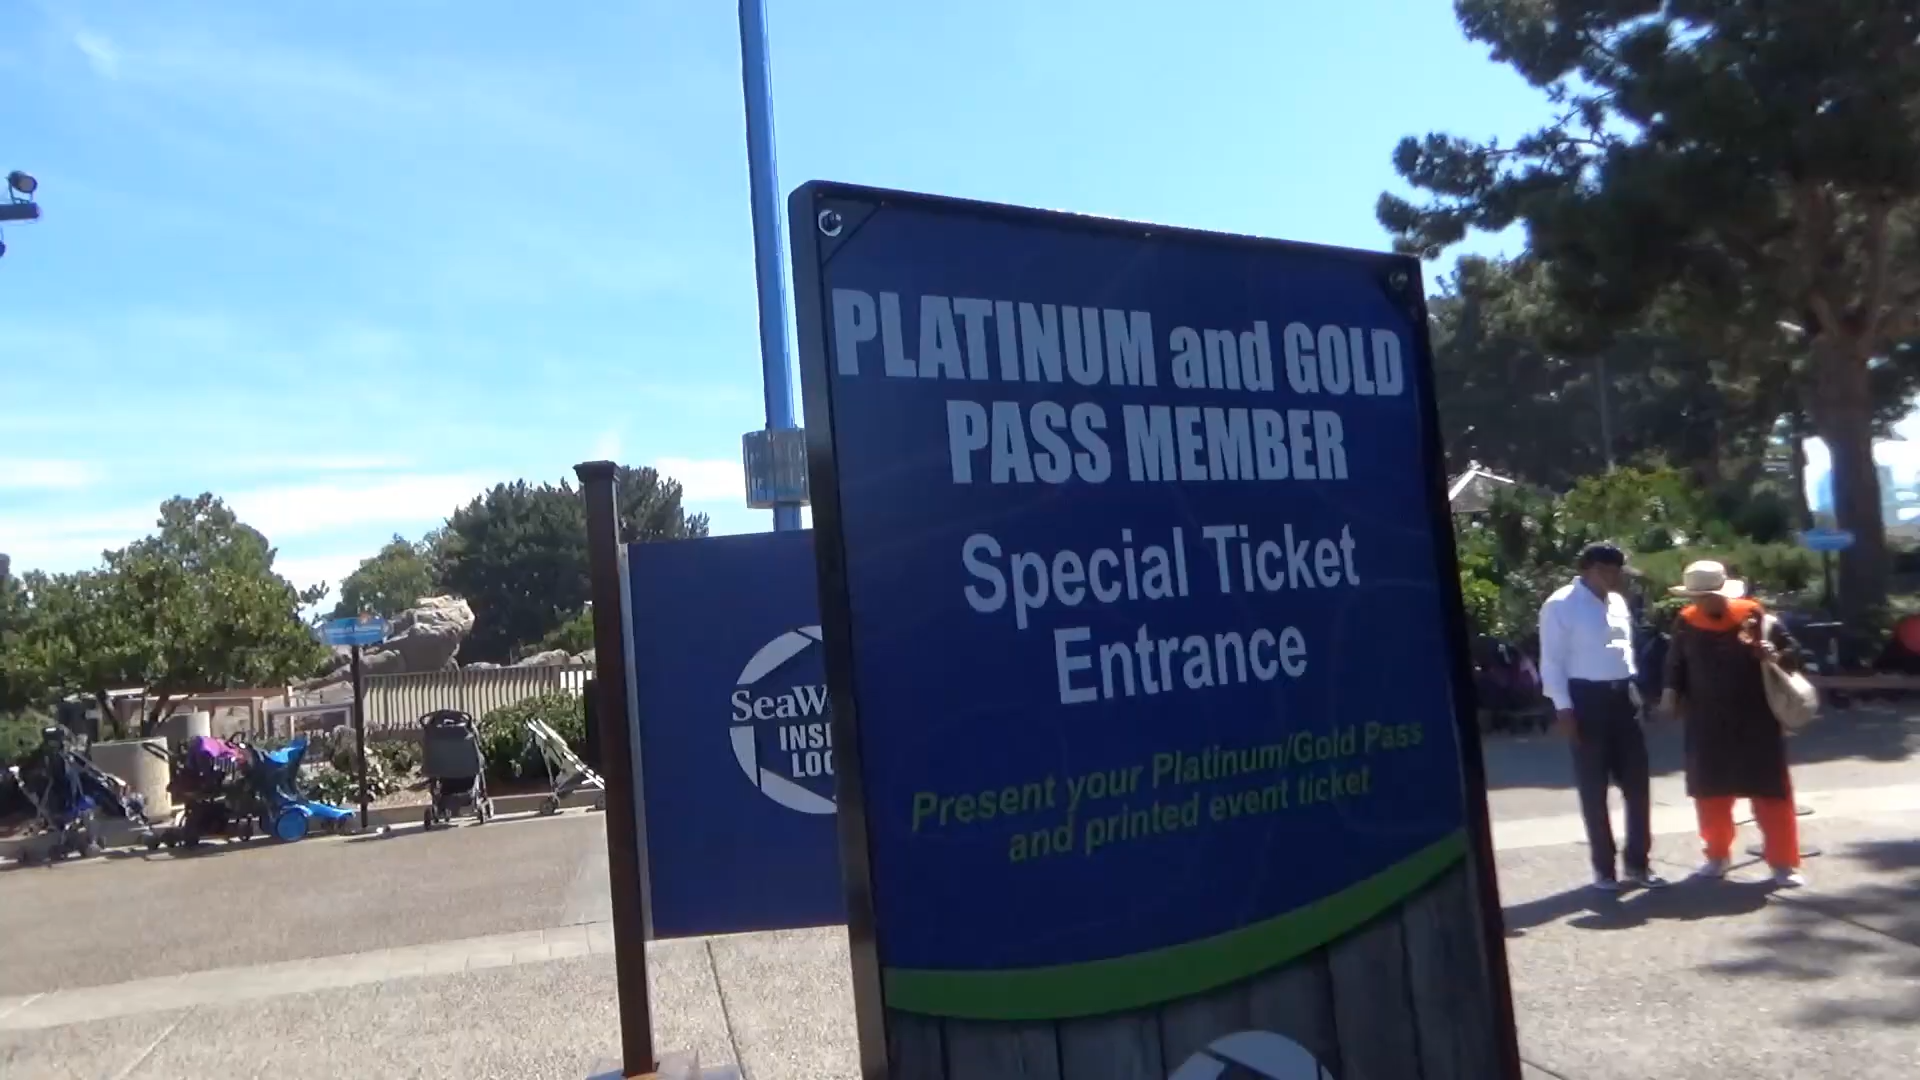 PLATINUM and GOLD
PASS MEMBER
Special Ticket
Entrance
Present your Platinum/Gold Pass
and printed event ticket
SeaW
INSI
LOO